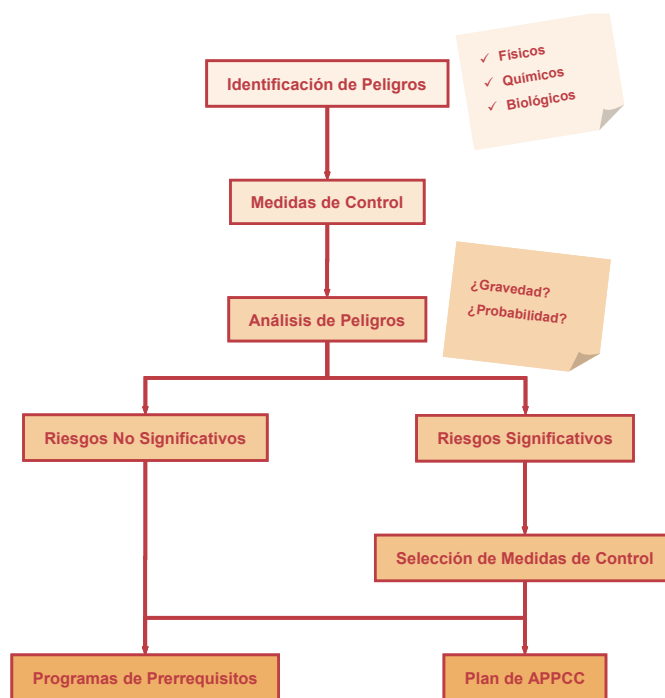 ✓ Físicos
✓ Químicos
✓ Biológicos
Identificación de Peligros
Medidas de Control
¿Gravedad?
¿Probabilidad?
Análisis de Peligros
Riesgos No Significativos
Riesgos Significativos
Selección de Medidas de Control
Programas de Prerrequisitos
Plan de APPCC